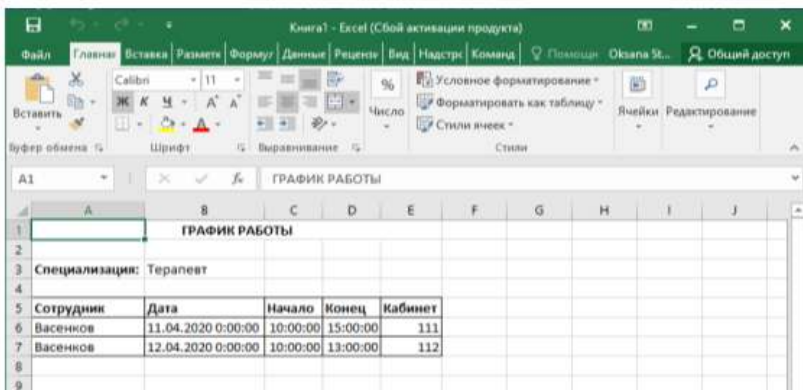 Книга1 - Excel (Сбой активации продукта)
Файл Главная Вставка Разметк Формул Данные Рецензи Вид Надстрс Команд Помощн Oksana St... Общий доступ
Вставить
Calibri 11
Ж К Ч
%
Число
Условное форматирование
Форматировать как таблицу
Стили ячеек
Ячейки Редактирование
Буфер обмена Шрифт Выравнивание Стили
A1 fx ГРАФИК РАБОТЫ
A B C D E F G H I J
1 ГРАФИК РАБОТЫ
2
3 Специализация: Терапевт
4
5 Сотрудник Дата Начало Конец Кабинет
6 Васенков 11.04.2020 0:00:00 10:00:00 15:00:00 111
7 Васенков 12.04.2020 0:00:00 10:00:00 13:00:00 112
8
9